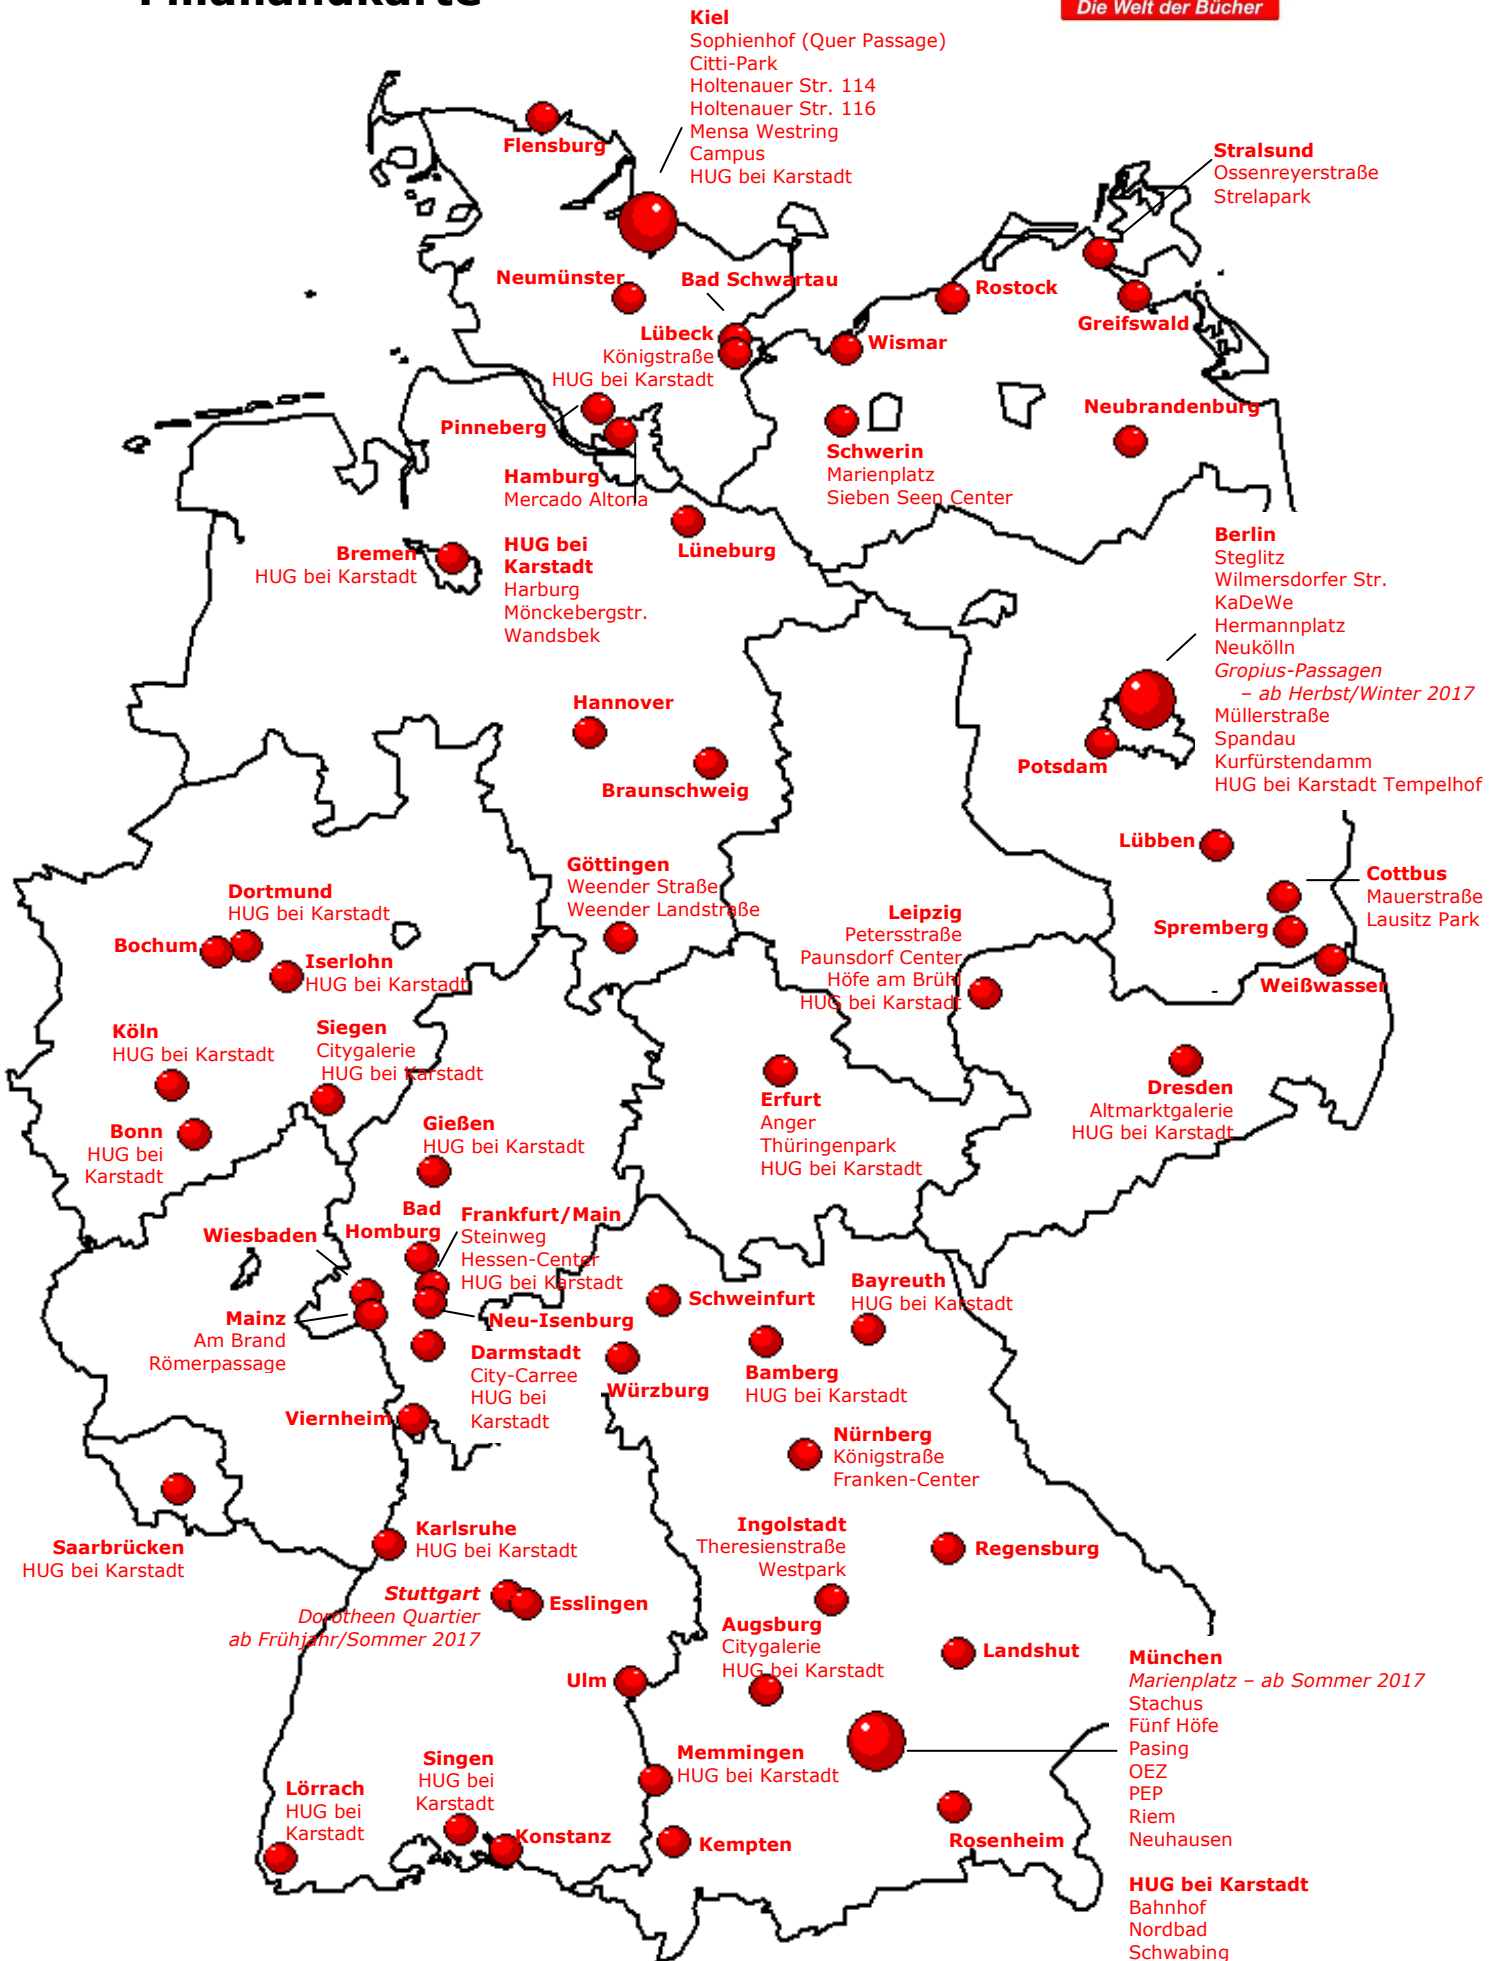 Filiallandkarte
Die Welt der Bücher
Kiel
Sophienhof (Quer Passage)
Citti-Park
Holtenauer Str. 114
Holtenauer Str. 116
Mensa Westring
Campus
HUG bei Karstadt
Flensburg
Stralsund
Ossenreyerstraße
Strelapark
Neumünster
Bad Schwartau
Rostock
Greifswald
Lübeck
Königstraße
HUG bei Karstadt
Wismar
Pinneberg
Neubrandenburg
Schwerin
Marienplatz
Sieben Seen Center
Hamburg
Mercado Altona
HUG bei
Karstadt
Harburg
Mönckebergstr.
Wandsbek
Lüneburg
Bremen
HUG bei Karstadt
Berlin
Steglitz
Wilmersdorfer Str.
KaDeWe
Hermannplatz
Neukölln
Gropius-Passagen
– ab Herbst/Winter 2017
Müllerstraße
Spandau
Kurfürstendamm
HUG bei Karstadt Tempelhof
Hannover
Potsdam
Braunschweig
Lübben
Göttingen
Weender Straße
Weender Landstraße
Cottbus
Mauerstraße
Lausitz Park
Dortmund
HUG bei Karstadt
Bochum
Iserlohn
HUG bei Karstadt
Leipzig
Petersstraße
Paunsdorf Center
Höfe am Brühl
HUG bei Karstadt
Spremberg
Weißwasser
-
Köln
HUG bei Karstadt
Siegen
Citygalerie
HUG bei Karstadt
Bonn
HUG bei
Karstadt
Gießen
HUG bei Karstadt
Erfurt
Anger
Thüringenpark
HUG bei Karstadt
Dresden
Altmarktgalerie
HUG bei Karstadt
Bad
Homburg
Wiesbaden
Frankfurt/Main
Steinweg
Hessen-Center
HUG bei Karstadt
Mainz
Am Brand
Römerpassage
Neu-Isenburg
Schweinfurt
Bayreuth
HUG bei Karstadt
Darmstadt
City-Carree
HUG bei
Karstadt
Würzburg
Bamberg
HUG bei Karstadt
Viernheim
Nürnberg
Königstraße
Franken-Center
Saarbrücken
HUG bei Karstadt
Karlsruhe
HUG bei Karstadt
Ingolstadt
Theresienstraße
Westpark
Regensburg
Stuttgart
Dorotheen Quartier
ab Frühjahr/Sommer 2017
Esslingen
Augsburg
Citygalerie
HUG bei Karstadt
Landshut
Ulm
München
Marienplatz – ab Sommer 2017
Stachus
Fünf Höfe
Pasing
OEZ
PEP
Riem
Neuhausen
Memmingen
HUG bei Karstadt
Singen
HUG bei
Karstadt
Lörrach
HUG bei
Karstadt
Konstanz
Kempten
Rosenheim
HUG bei Karstadt
Bahnhof
Nordbad
Schwabing